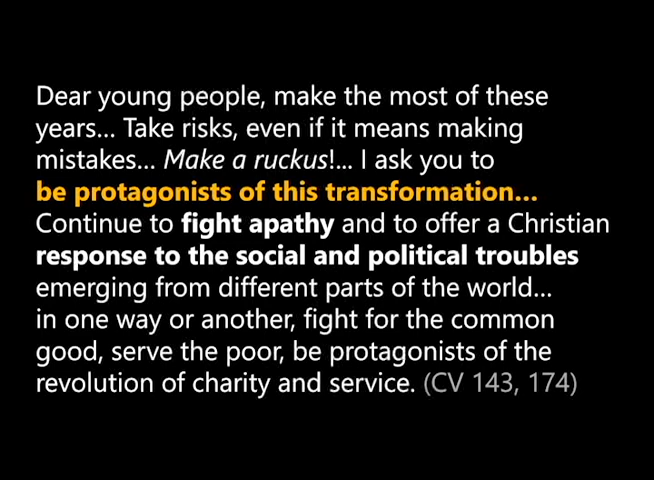 Dear young people, make the most of these
years... Take risks, even if it means making
mistakes... Make a ruckus!... I ask you to
be protagonists of this transformation...
Continue to fight apathy and to offer a Christian
response to the social and political troubles
emerging from different parts of the world...
in one way or another, fight for the common
good, serve the poor, be protagonists of the
revolution of charity and service. (CV 143, 174)